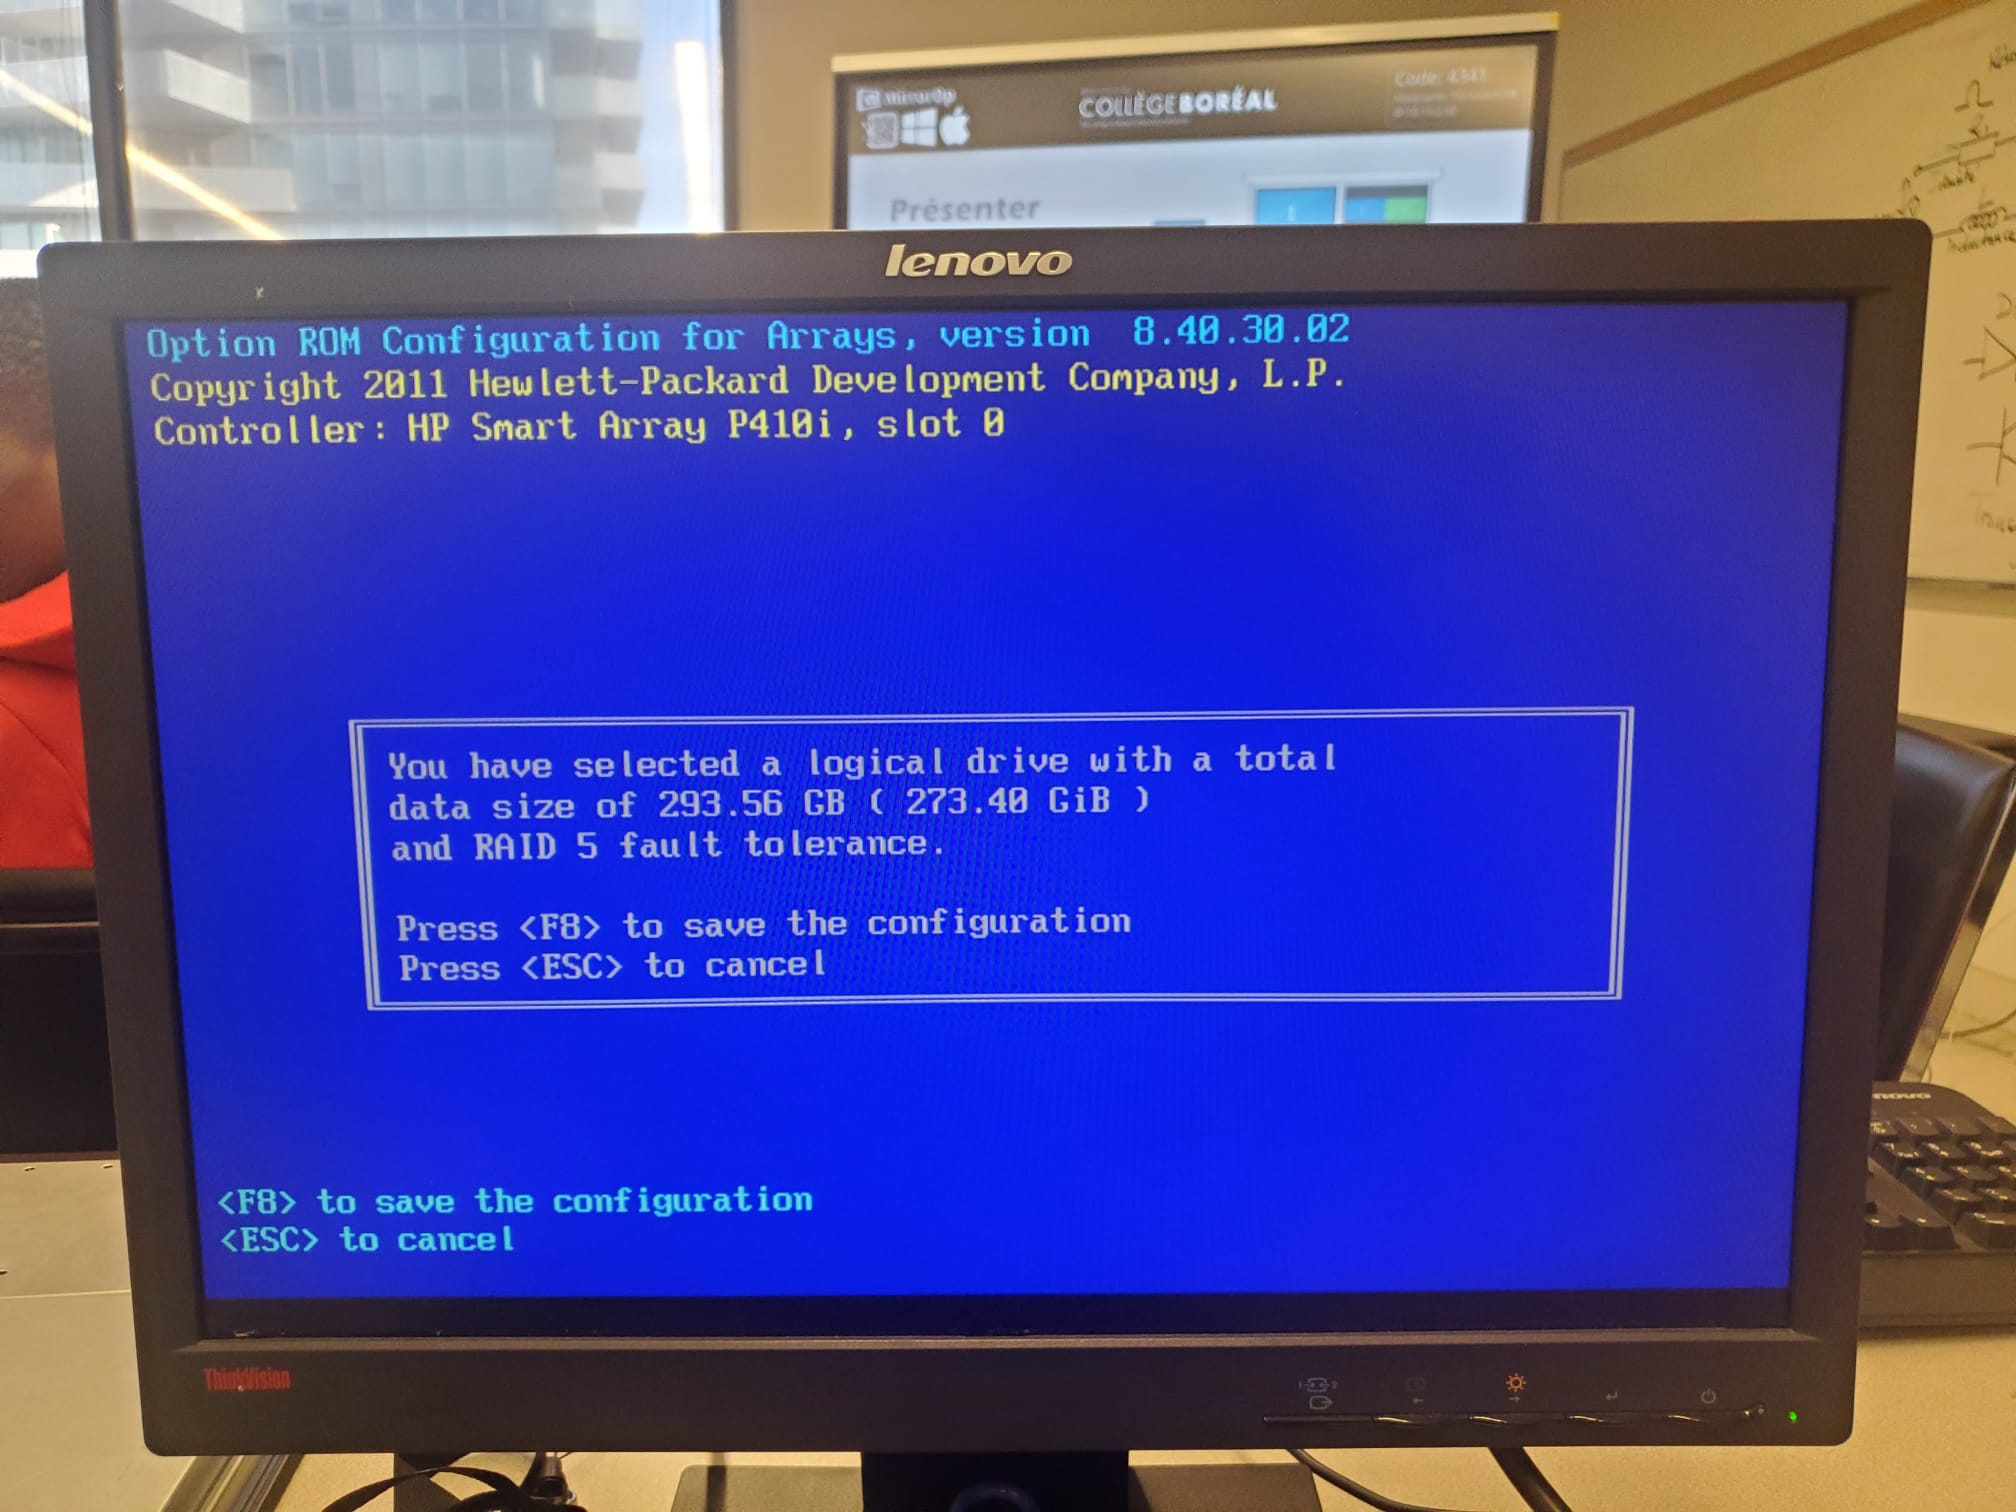 MirrorOp
COLLÈGE BORÉAL
Code: 4341
Présenter
lenovo
Option ROM Configuration for Arrays, version 8.40.30.02
Copyright 2011 Hewlett-Packard Development Company, L.P.
Controller: HP Smart Array P410i, slot 0
You have selected a logical drive with a total
data size of 293.56 GB ( 273.40 GiB )
and RAID 5 fault tolerance.
Press <F8> to save the configuration
Press <ESC> to cancel
<F8> to save the configuration
<ESC> to cancel
ThinkVision